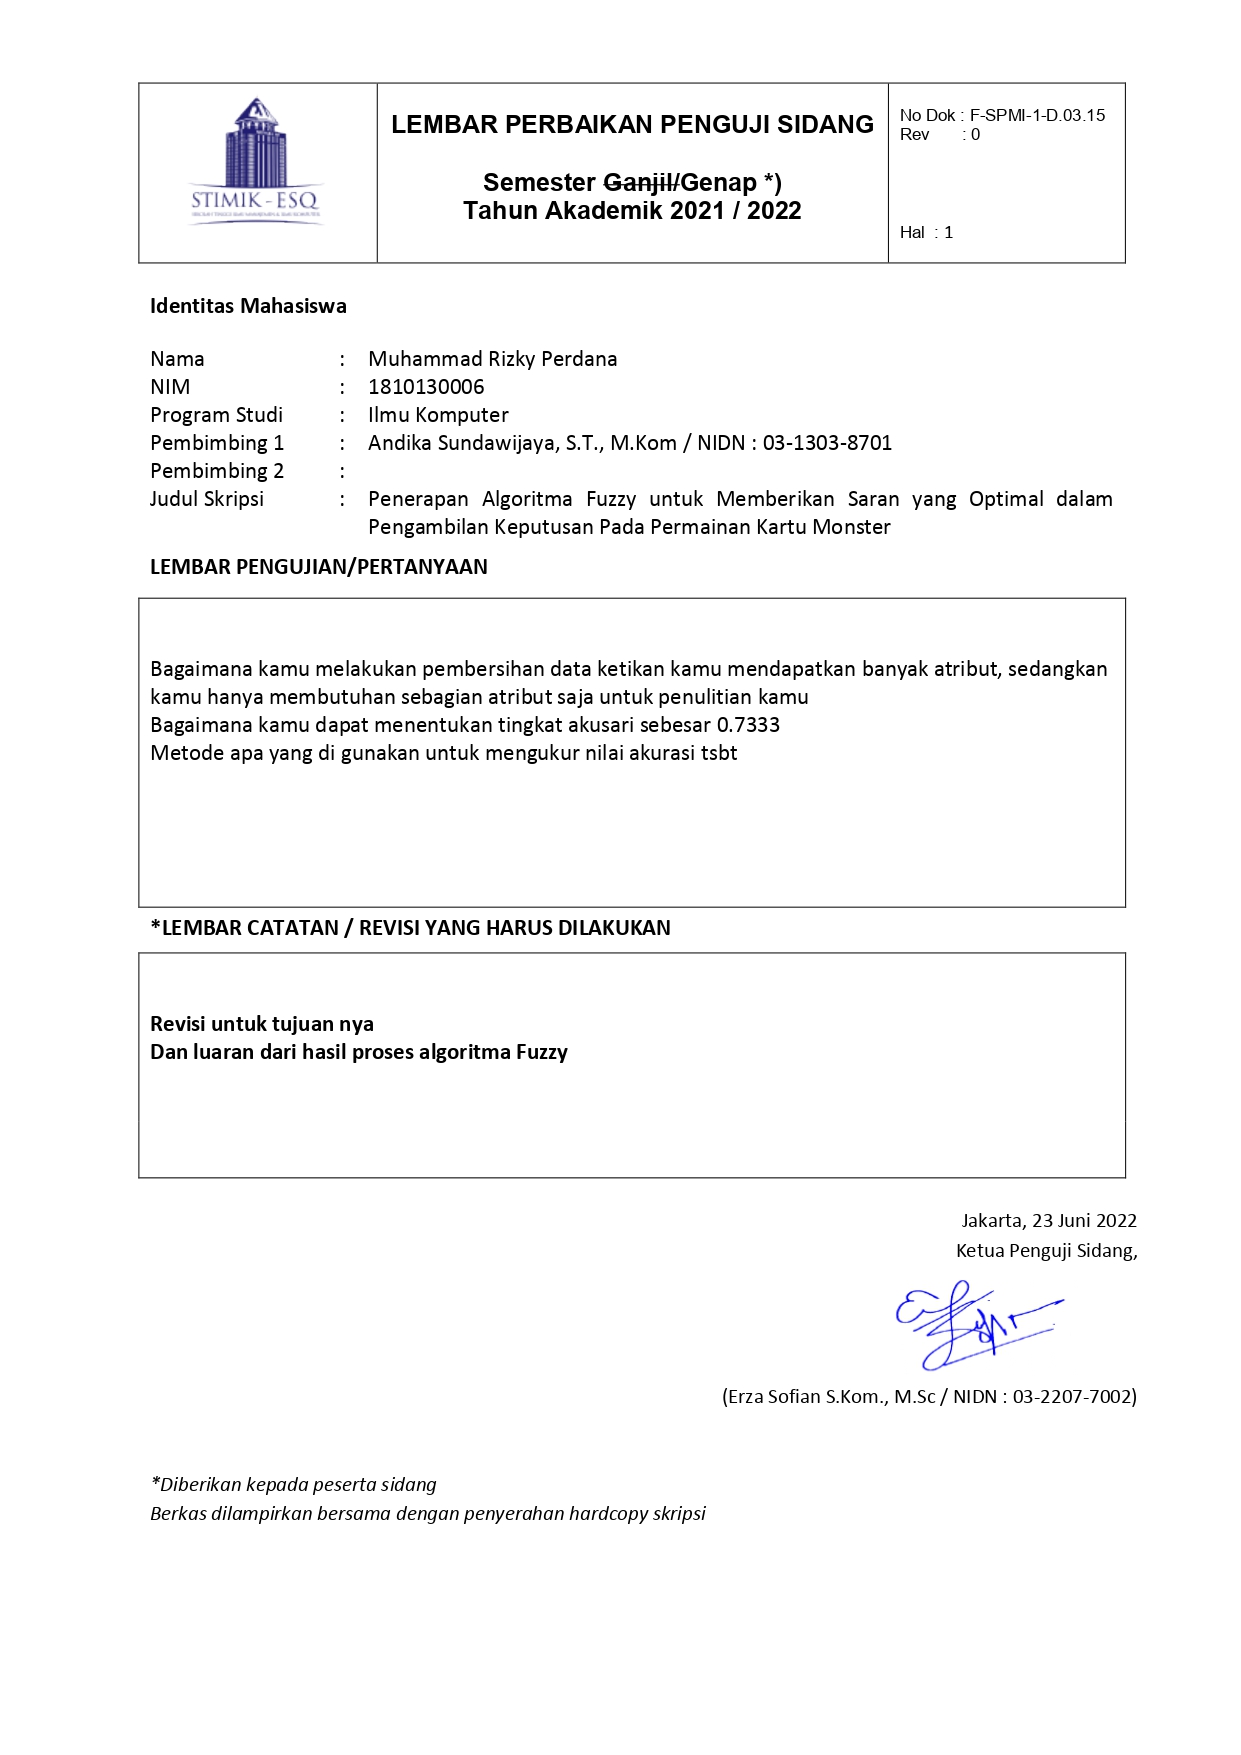 STIMIK - ESQ
LEMBAR PERBAIKAN PENGUJI SIDANG
Semester Ganjil/Genap *)
Tahun Akademik 2021 / 2022
No Dok : F-SPMI-1-D.03.15
Rev : 0
Hal : 1
Identitas Mahasiswa
Nama : Muhammad Rizky Perdana
NIM : 1810130006
Program Studi : Ilmu Komputer
Pembimbing 1 : Andika Sundawijaya, S.T., M.Kom / NIDN : 03-1303-8701
Pembimbing 2 :
Judul Skripsi : Penerapan Algoritma Fuzzy untuk Memberikan Saran yang Optimal dalam
Pengambilan Keputusan Pada Permainan Kartu Monster
LEMBAR PENGUJIAN/PERTANYAAN
Bagaimana kamu melakukan pembersihan data ketikan kamu mendapatkan banyak atribut, sedangkan
kamu hanya membutuhan sebagian atribut saja untuk penulitian kamu
Bagaimana kamu dapat menentukan tingkat akusari sebesar 0.7333
Metode apa yang di gunakan untuk mengukur nilai akurasi tsbt
*LEMBAR CATATAN / REVISI YANG HARUS DILAKUKAN
Revisi untuk tujuan nya
Dan luaran dari hasil proses algoritma Fuzzy
Jakarta, 23 Juni 2022
Ketua Penguji Sidang,
(Erza Sofian S.Kom., M.Sc / NIDN : 03-2207-7002)
*Diberikan kepada peserta sidang
Berkas dilampirkan bersama dengan penyerahan hardcopy skripsi